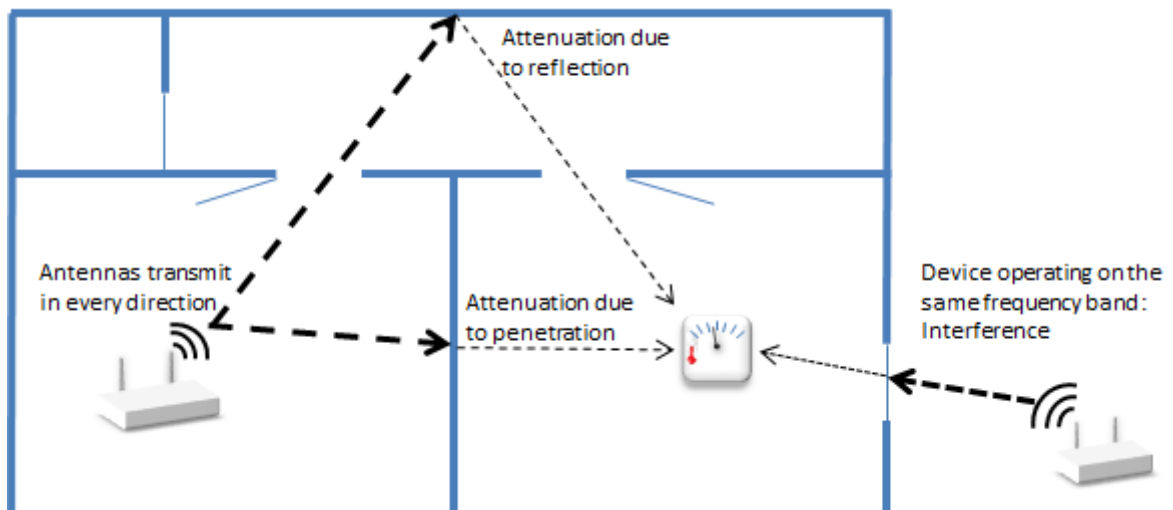 Attenuation due
to reflection
Antennas transmit
in every direction
Attenuation due
to penetration
Device operating on the
same frequency band:
Interference